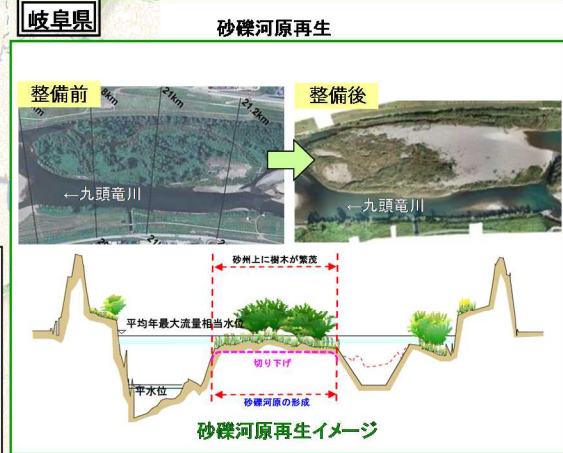 岐阜県
砂礫河原再生
整備前
整備後
21km
21.2km
←九頭竜川
←九頭竜川
砂州上に樹木が繁茂
平均年最大流量相当水位
切り下げ
平水位
砂礫河原の形成
砂礫河原再生イメージ